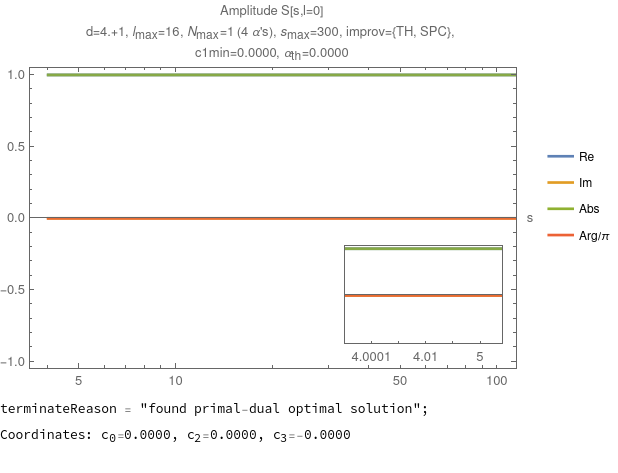 Amplitude S[s,l=0]
d=4.+1, lmax=16, Nmax=1 (4 α's), smax=300, improv={TH, SPC},
c1min=0.0000, αth=0.0000
1.0
0.5
0.0
−0.5
−1.0
s
5
10
50
100
4.0001
4.01
5
Re
Im
Abs
Arg/π
terminateReason = "found primal-dual optimal solution";
Coordinates: c0=0.0000, c2=0.0000, c3=-0.0000